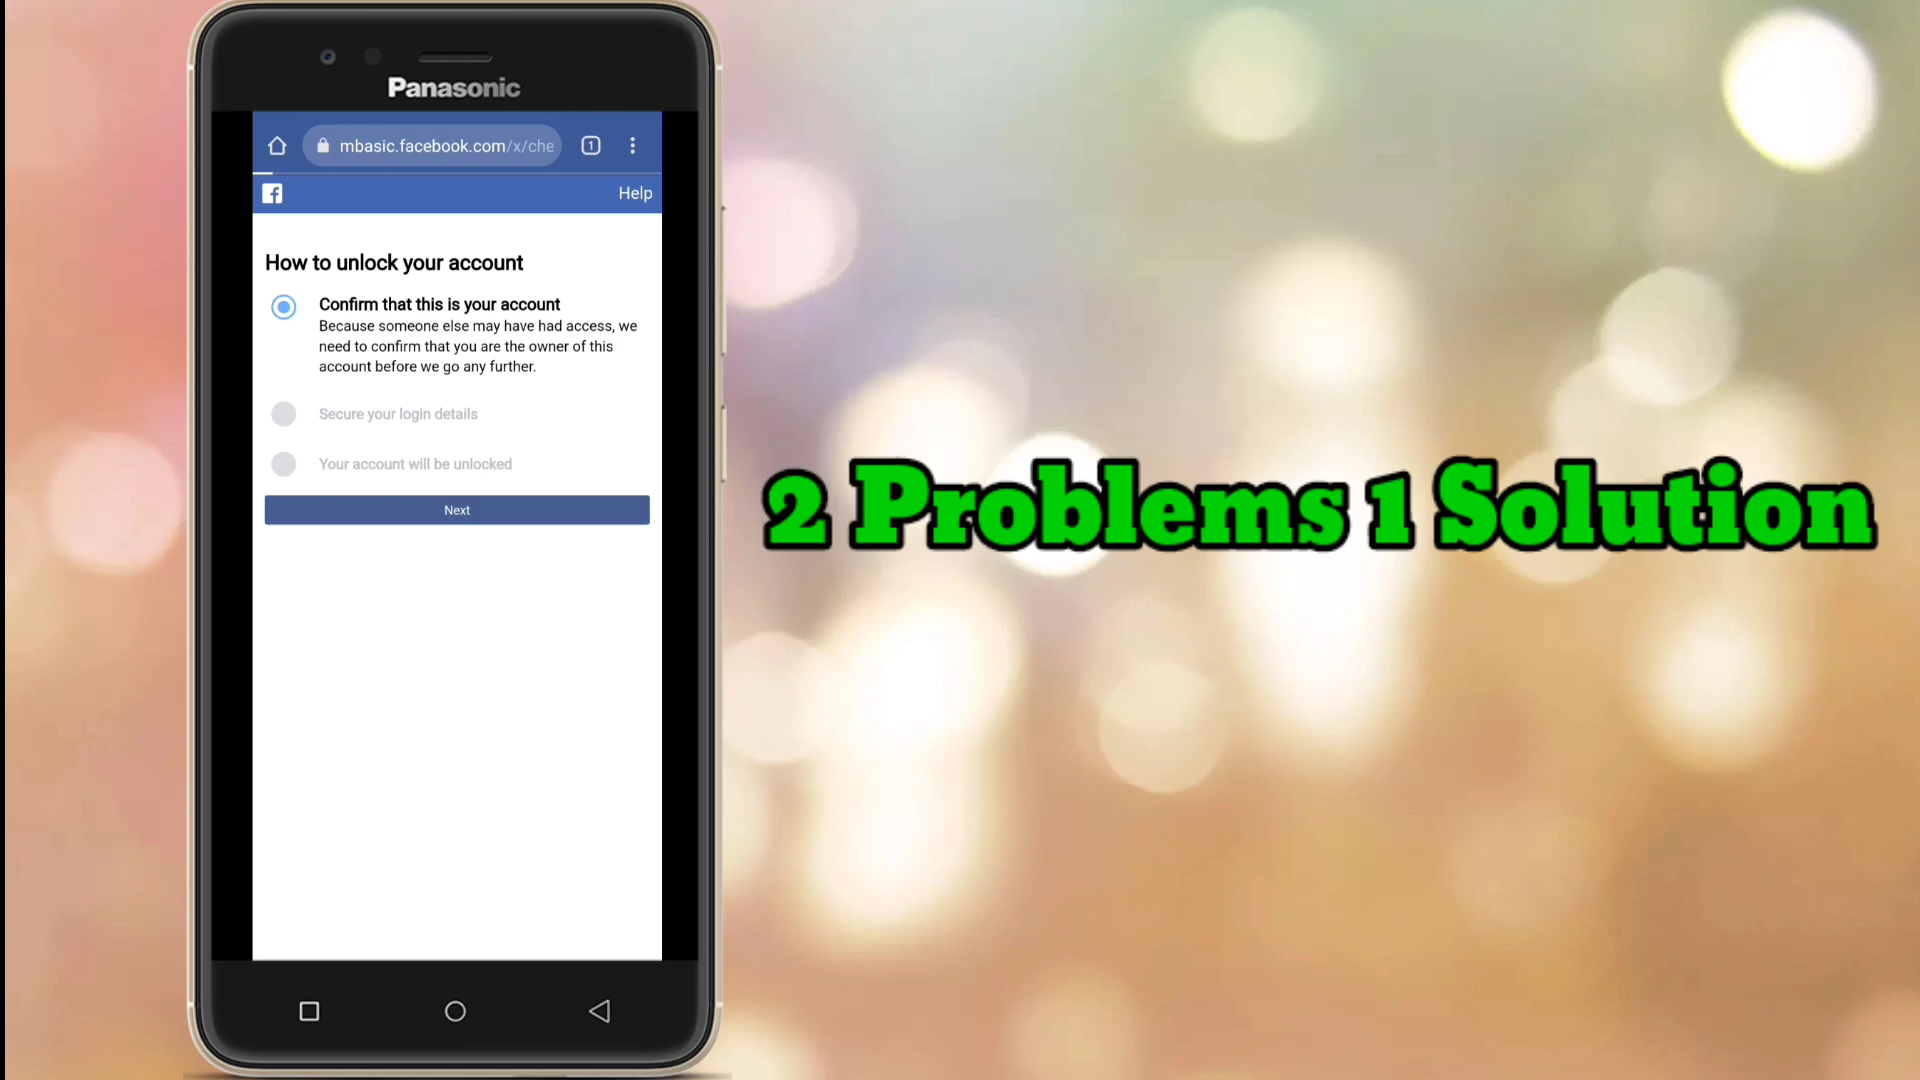 Panasonic
mbasic.facebook.com/x/che
1
Help
How to unlock your account
Confirm that this is your account
Because someone else may have had access, we
need to confirm that you are the owner of this
account before we go any further.
Secure your login details
Your account will be unlocked
Next
2 Problems 1 Solution